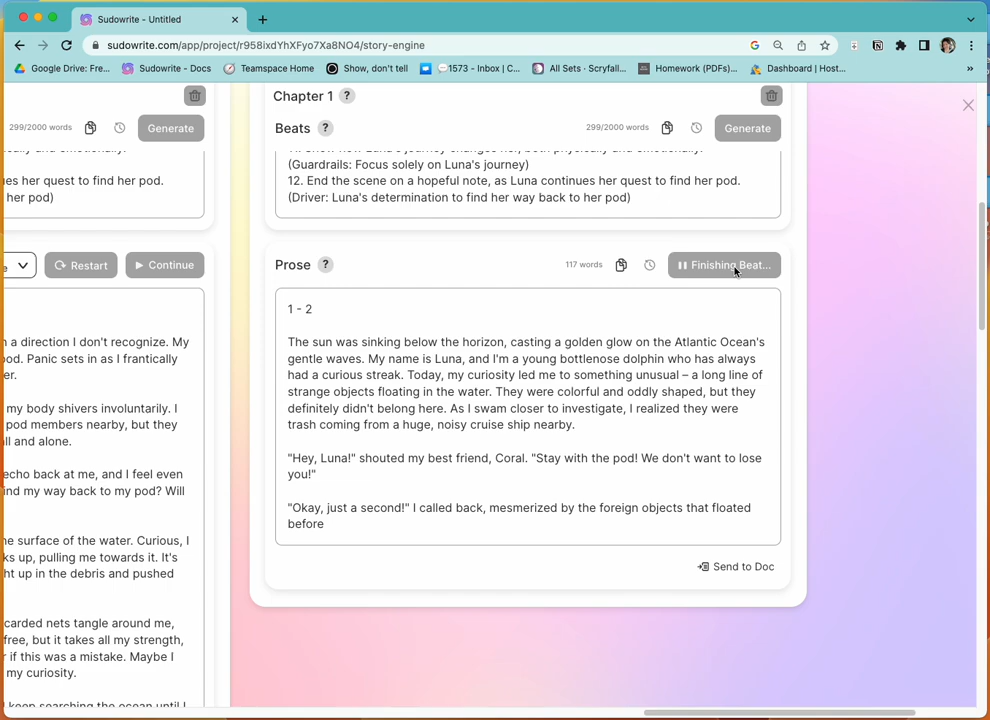 Sudowrite - Untitled
sudowrite.com/app/project/r958ixdYhXFyo7Xa8NO4/story-engine
Google Drive: Fre...
Sudowrite - Docs
Teamspace Home
Show, don't tell
1573 - Inbox | C...
All Sets · Scryfall...
Homework (PDFs)...
Dashboard | Host...
»
299/2000 words
Generate
ues her quest to find her pod.
her pod)
Restart
Continue
n a direction I don't recognize. My
pod. Panic sets in as I frantically
er.
my body shivers involuntarily. I
pod members nearby, but they
all and alone.
echo back at me, and I feel even
ind my way back to my pod? Will
he surface of the water. Curious, I
ks up, pulling me towards it. It's
ht up in the debris and pushed
carded nets tangle around me,
free, but it takes all my strength,
r if this was a mistake. Maybe I
my curiosity.
keep searching the ocean until I
Chapter 1 ?
Beats ?
299/2000 words
Generate
(Guardrails: Focus solely on Luna's journey)
12. End the scene on a hopeful note, as Luna continues her quest to find her pod.
(Driver: Luna's determination to find her way back to her pod)
Prose ?
117 words
Finishing Beat...
1 - 2
The sun was sinking below the horizon, casting a golden glow on the Atlantic Ocean's
gentle waves. My name is Luna, and I'm a young bottlenose dolphin who has always
had a curious streak. Today, my curiosity led me to something unusual – a long line of
strange objects floating in the water. They were colorful and oddly shaped, but they
definitely didn't belong here. As I swam closer to investigate, I realized they were
trash coming from a huge, noisy cruise ship nearby.
"Hey, Luna!" shouted my best friend, Coral. "Stay with the pod! We don't want to lose
you!"
"Okay, just a second!" I called back, mesmerized by the foreign objects that floated
before
Send to Doc